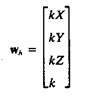 w_h = [ kX
kY
kZ
k ]